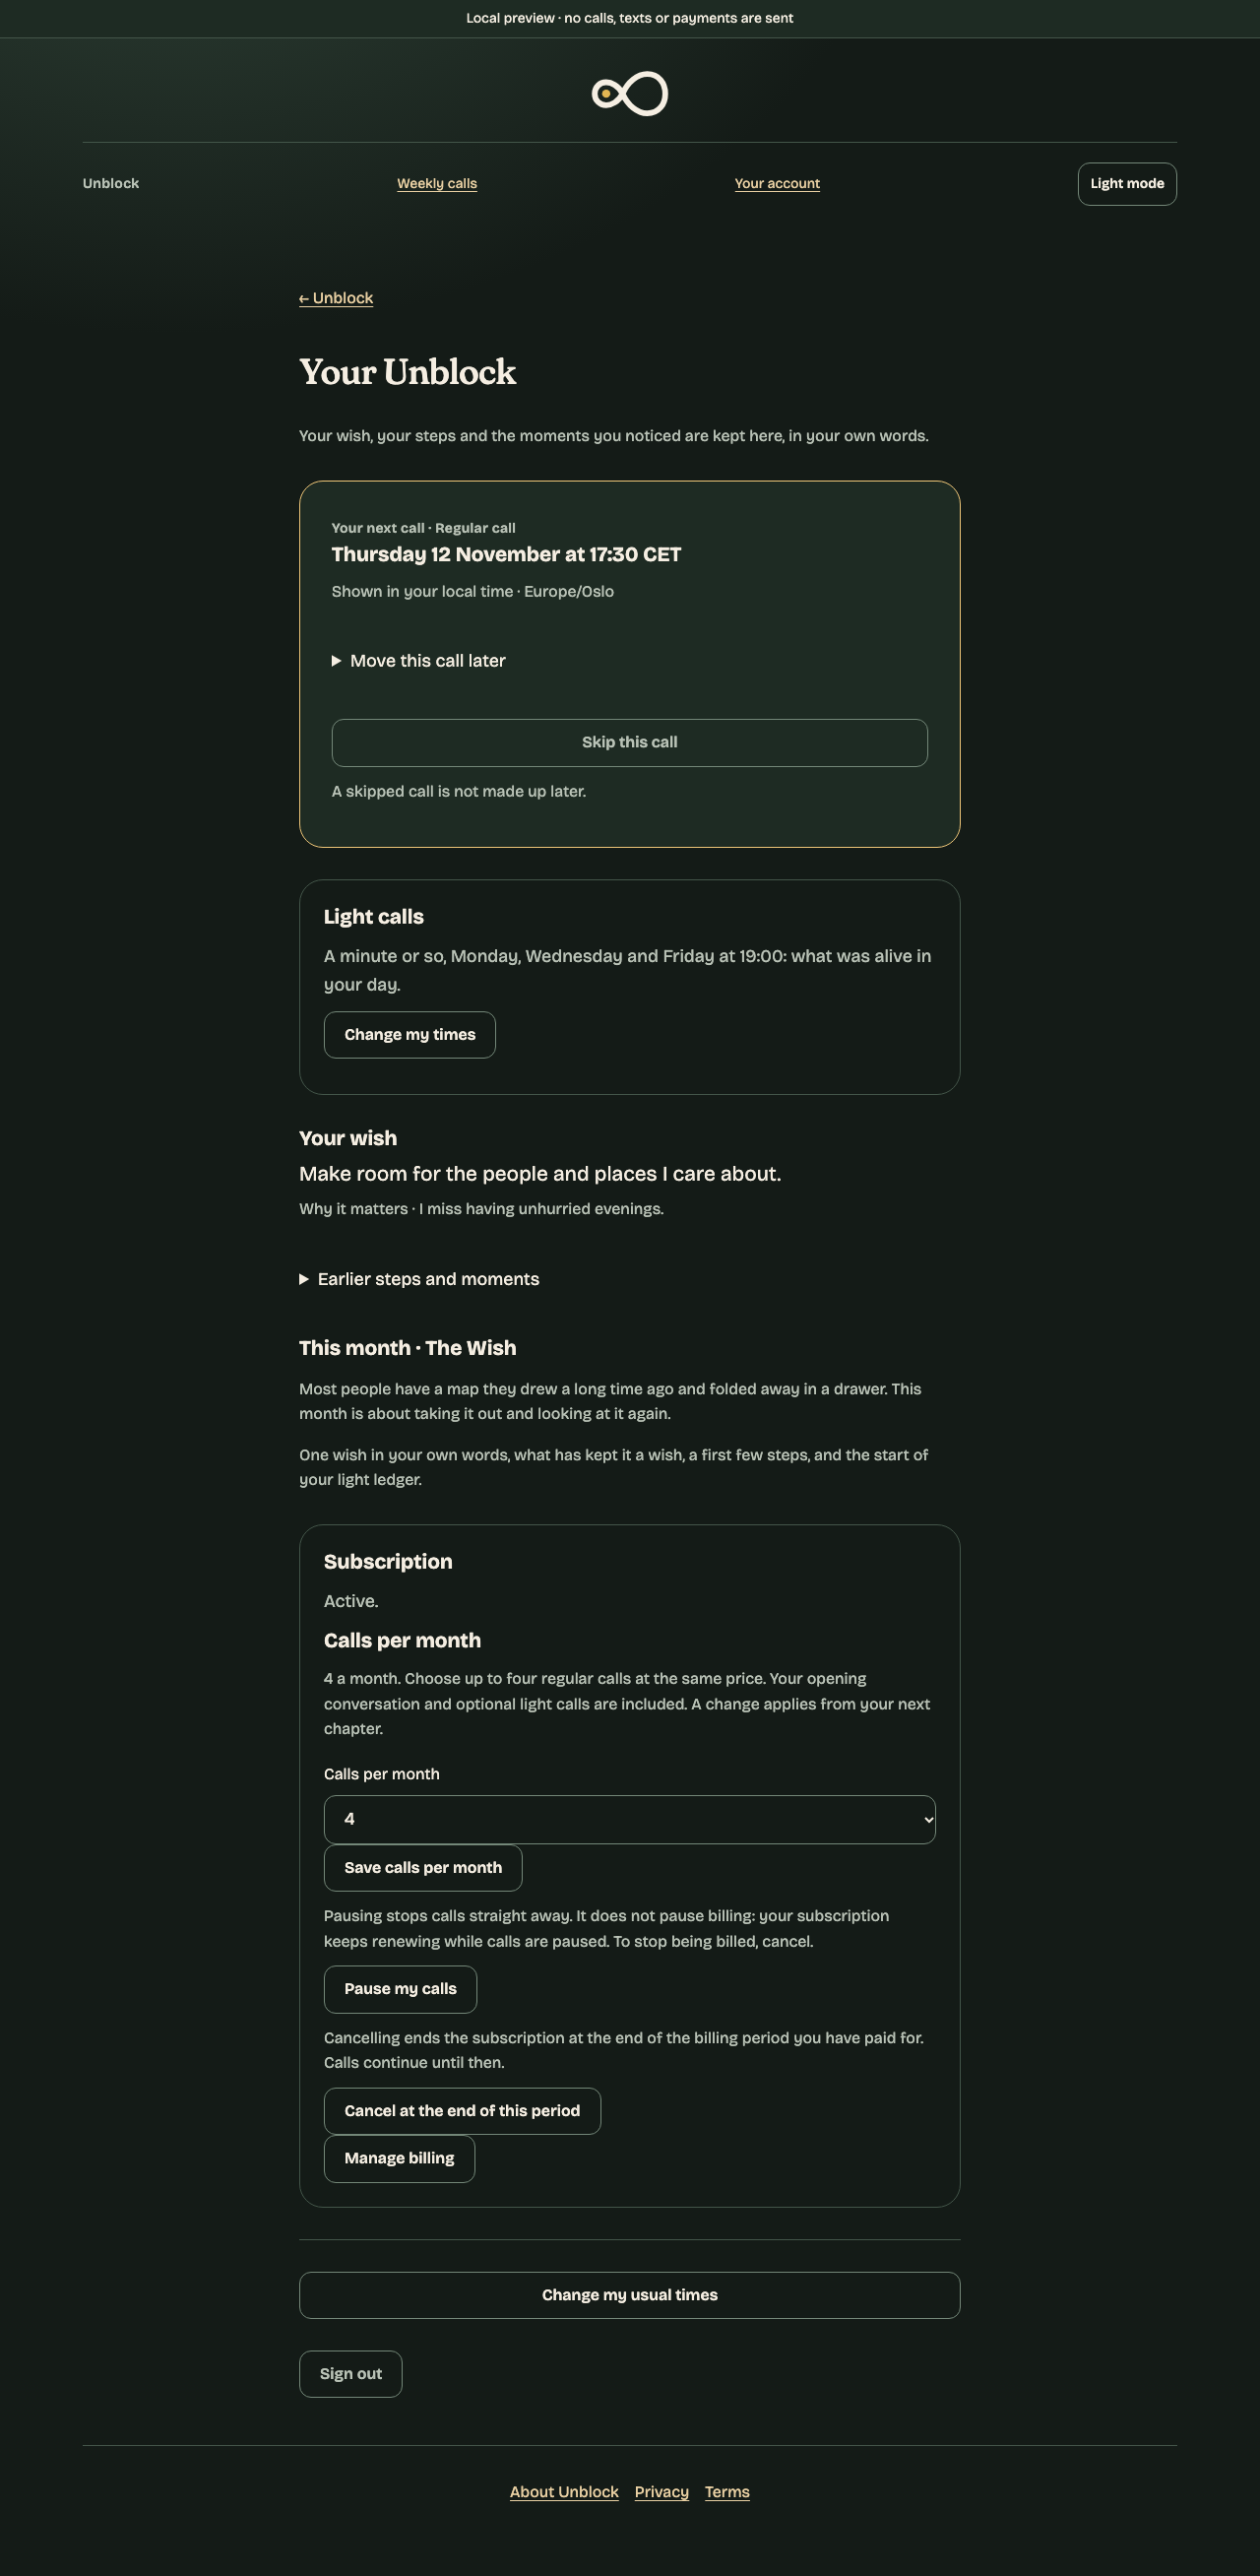 Local preview · no calls, texts or payments are sent
Unblock
Weekly calls
Your account
Light mode
← Unblock
Your Unblock
Your wish, your steps and the moments you noticed are kept here, in your own words.
Your next call · Regular call
Thursday 12 November at 17:30 CET
Shown in your local time · Europe/Oslo
Move this call later
Skip this call
A skipped call is not made up later.
Light calls
A minute or so, Monday, Wednesday and Friday at 19:00: what was alive in
your day.
Change my times
Your wish
Make room for the people and places I care about.
Why it matters · I miss having unhurried evenings.
Earlier steps and moments
This month · The Wish
Most people have a map they drew a long time ago and folded away in a drawer. This
month is about taking it out and looking at it again.
One wish in your own words, what has kept it a wish, a first few steps, and the start of
your light ledger.
Subscription
Active.
Calls per month
4 a month. Choose up to four regular calls at the same price. Your opening
conversation and optional light calls are included. A change applies from your next
chapter.
Calls per month
4
Save calls per month
Pausing stops calls straight away. It does not pause billing: your subscription
keeps renewing while calls are paused. To stop being billed, cancel.
Pause my calls
Cancelling ends the subscription at the end of the billing period you have paid for.
Calls continue until then.
Cancel at the end of this period
Manage billing
Change my usual times
Sign out
About Unblock
Privacy
Terms